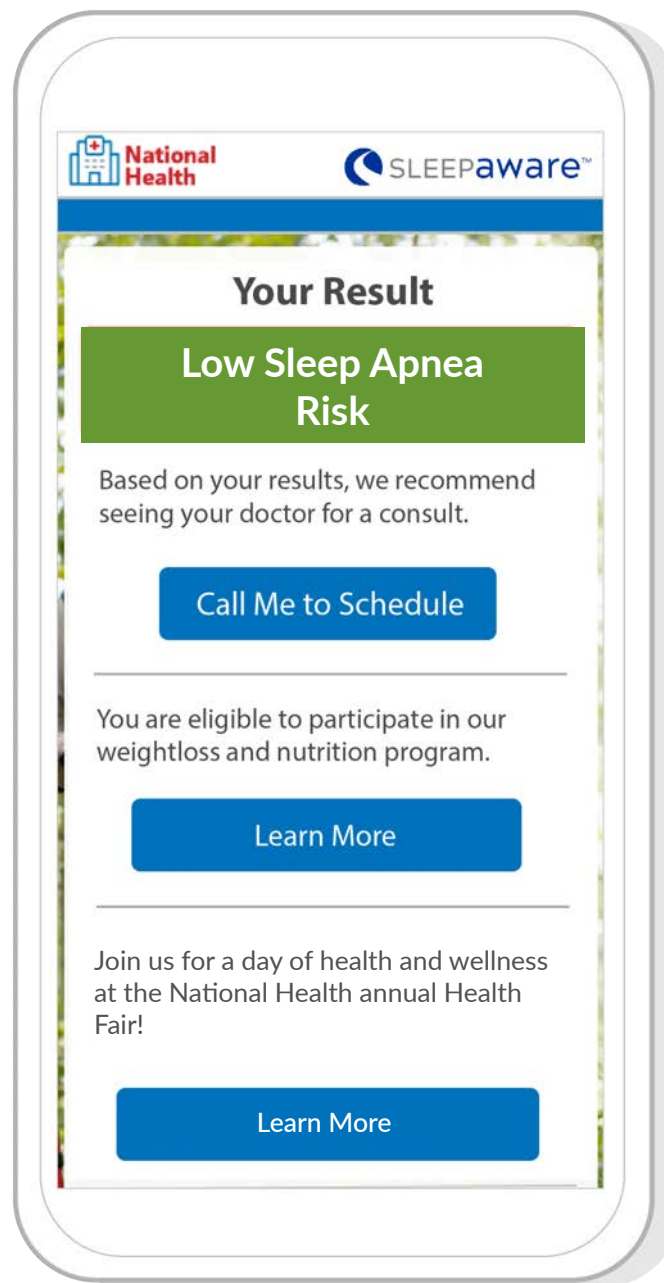 National
Health
SLEEPaware™
Your Result
Low Sleep Apnea
Risk
Based on your results, we recommend
seeing your doctor for a consult.
Call Me to Schedule
You are eligible to participate in our
weightloss and nutrition program.
Learn More
Join us for a day of health and wellness
at the National Health annual Health
Fair!
Learn More